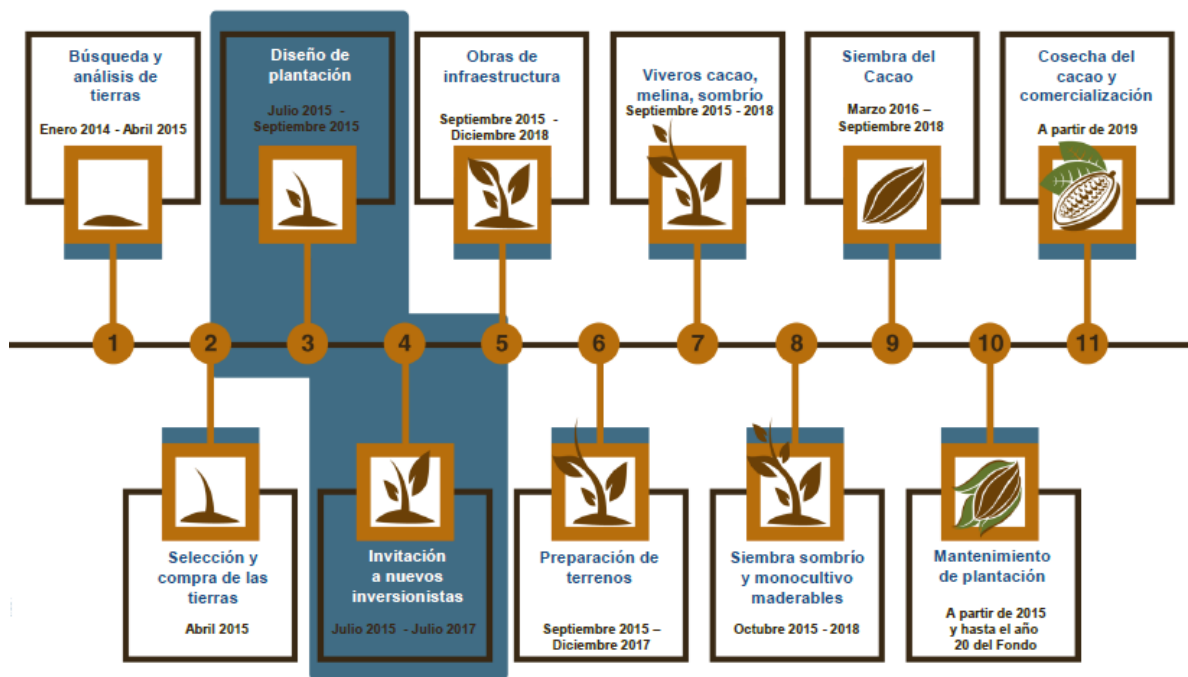 Búsqueda y
análisis de
tierras
Enero 2014 - Abril 2015
Diseño de
plantación
Julio 2015 -
Septiembre 2015
Obras de
infraestructura
Septiembre 2015 -
Diciembre 2018
Viveros cacao,
melina, sombrío
Septiembre 2015 - 2018
Siembra del
Cacao
Marzo 2016 –
Septiembre 2018
Cosecha del
cacao y
comercialización
A partir de 2019
1
2
3
4
5
6
7
8
9
10
11
Selección y
compra de las
tierras
Abril 2015
Invitación
a nuevos
inversionistas
Julio 2015 - Julio 2017
Preparación de
terrenos
Septiembre 2015 –
Diciembre 2017
Siembra sombrío
y monocultivo
maderables
Octubre 2015 - 2018
Mantenimiento
de plantación
A partir de 2015
y hasta el año
20 del Fondo